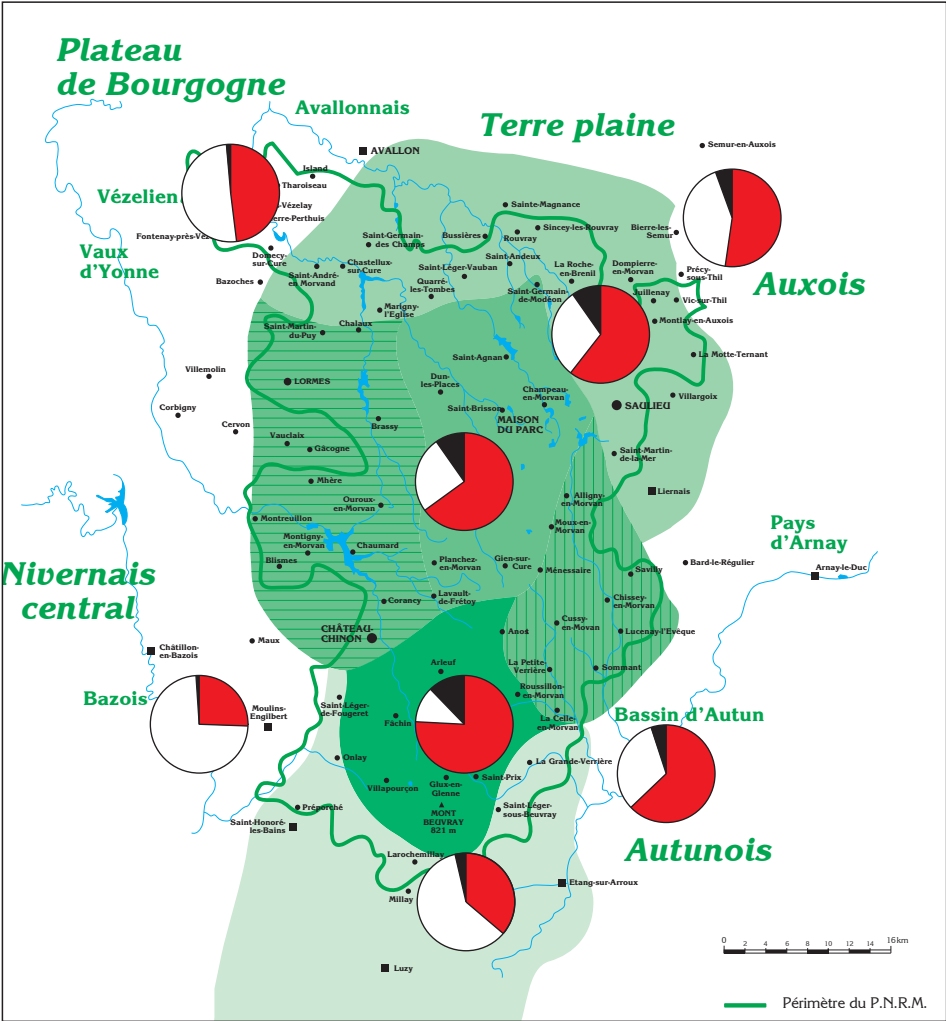 Plateau
de Bourgogne
Avallonnais
Terre plaine
AVALLON
Semur-en-Auxois
Island
Tharoiseau
Vézelien
-Vézelay
erre-Perthuis
Sainte-Magnance
Sincey-les-Rouvray
Bierre-les-
Semur
Fontenay-près-Véz
Saint-Germain
des Champs
Bussières
Rouvray
Vaux
d'Yonne
Domecy-
sur-Cure
Saint-André-
en-Morvand
Chastellux-
sur-Cure
Saint-Léger-Vauban
Saint-Andeux
La Roche-
en-Brenil
Dompierre-
en-Morvan
Précy-
sous-Thil
Auxois
Bazoches
Quarré-
les-Tombes
Saint-Germain-
de-Modéon
Juillenay
Vic-sur-Thil
Marigny-
l'Eglise
Saint-Martin-
du-Puy
Chalaux
Montlay-en-Auxois
Saint-Agnan
La Motte-Ternant
Villemolin
LORMES
Dun-
les-Places
Champeau-
en-Morvan
Villargoix
Corbigny
Saint-Brisson
MAISON
DU PARC
SAULIEU
Cervon
Brassy
Vauclaix
Gâcogne
Saint-Martin-
de-la-Mer
Mhère
Liernais
Ouroux-
en-Morvan
Alligny-
en-Morvan
Montreuillon
Moux-en-
Morvan
Pays
d'Arnay
Montigny-
en-Morvan
Chaumard
Blismes
Planchez-
en-Morvan
Gien-sur-
Cure
Ménessaire
Savilly
Bard-le-Régulier
Arnay-le-Duc
Nivernais
central
Corancy
Lavault-
de-Frétoy
Chissey-
en-Morvan
CHÂTEAU-
CHINON
Anost
Cussy-
en-Movan
Lucenay-l'Evèque
Maux
Châtillon-
en-Bazois
Arleuf
La Petite-
Verrière
Sommant
Bazois
Moulins-
Engilbert
Saint-Léger-
de-Fougeret
Fâchin
Roussillon-
en-Morvan
La Celle-
en-Morvan
Bassin d'Autun
Onlay
La Grande-Verrière
Villapourçon
Glux-en-
Glenne
Saint-Prix
Préporché
MONT
BEUVRAY
821 m
Saint-Léger-
sous-Beuvray
Saint-Honoré-
les-Bains
Autunois
Larochemillay
Millay
Etang-sur-Arroux
Luzy
0 2 4 6 8 10 12 14 16 km
Périmètre du P.N.R.M.